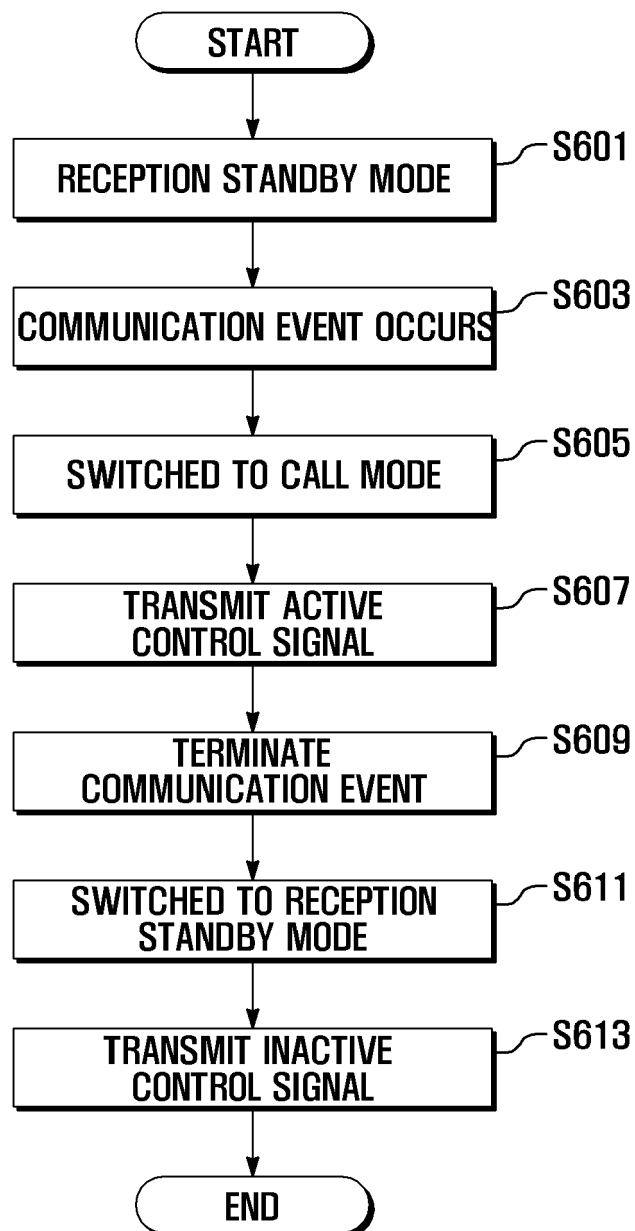 START
RECEPTION STANDBY MODE
S601
COMMUNICATION EVENT OCCURS
S603
SWITCHED TO CALL MODE
S605
TRANSMIT ACTIVE
CONTROL SIGNAL
S607
TERMINATE
COMMUNICATION EVENT
S609
SWITCHED TO RECEPTION
STANDBY MODE
S611
TRANSMIT INACTIVE
CONTROL SIGNAL
S613
END